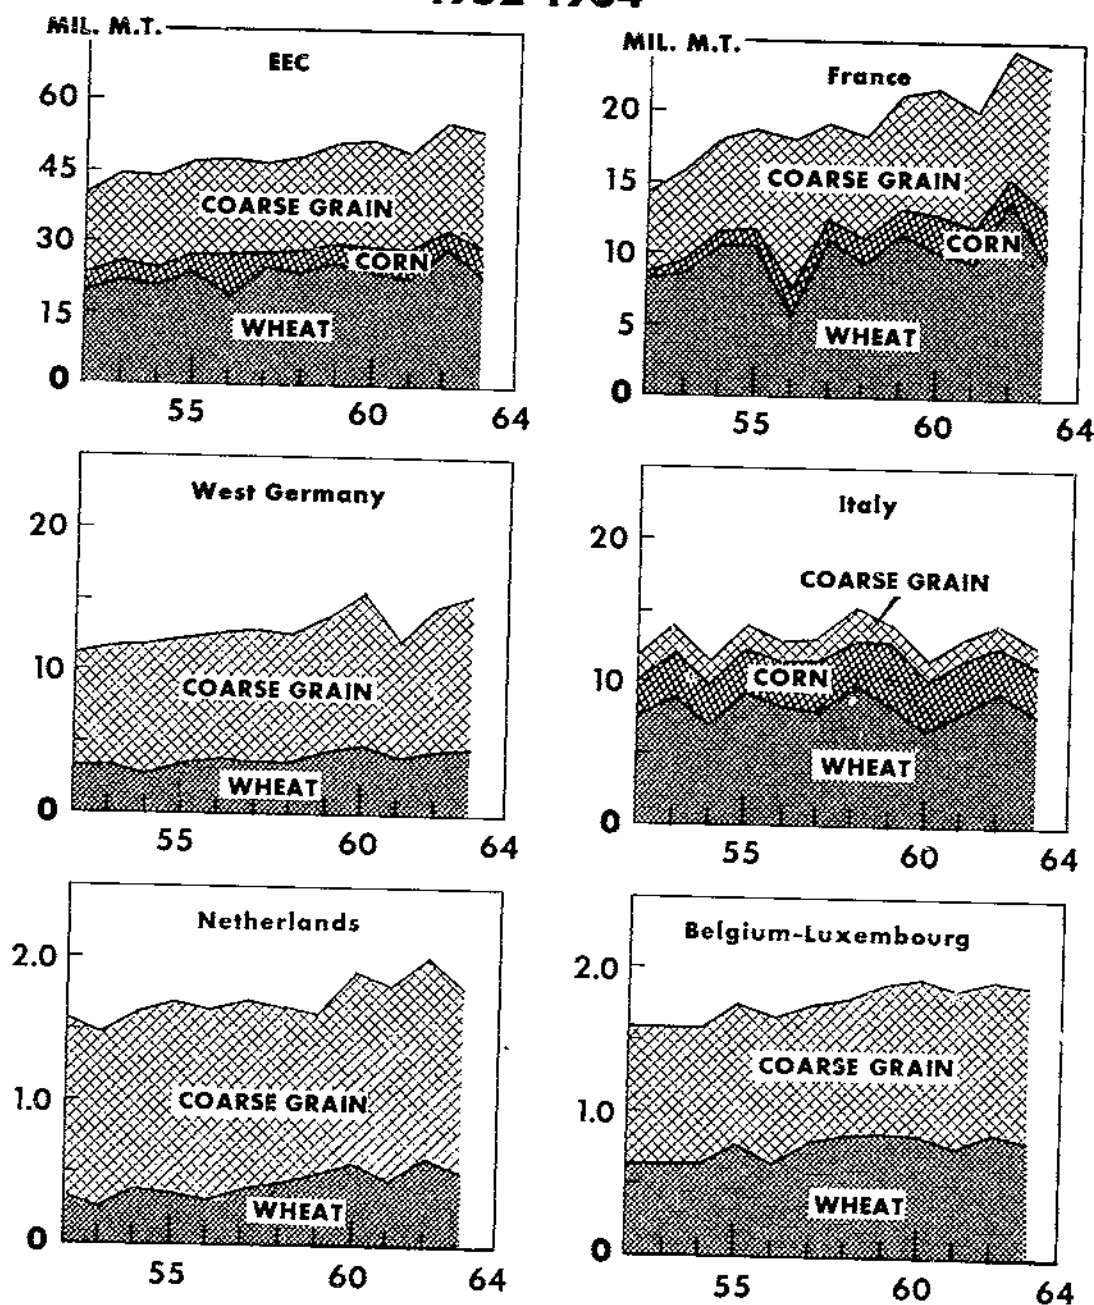 MIL. M.T.
EEC
60
45
30
15
0
COARSE GRAIN
CORN
WHEAT
55 60 64
MIL. M.T.
France
20
15
10
5
0
COARSE GRAIN
CORN
WHEAT
55 60 64
West Germany
20
10
0
COARSE GRAIN
WHEAT
55 60 64
Italy
20
10
0
COARSE GRAIN
CORN
WHEAT
55 60 64
Netherlands
2.0
1.0
0
COARSE GRAIN
WHEAT
55 60 64
Belgium-Luxembourg
2.0
1.0
0
COARSE GRAIN
WHEAT
55 60 64